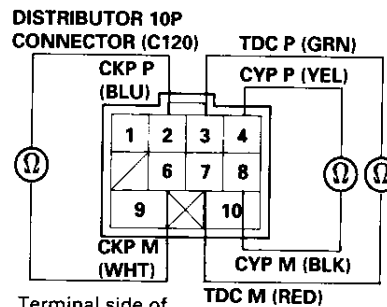 DISTRIBUTOR 10P
CONNECTOR (C120)
TDC P (GRN)
CKP P
(BLU)
CYP P (YEL)
1 2 3 4
Ω 6 7 8 Ω Ω
9 10
CKP M
(WHT)
CYP M (BLK)
Terminal side of
TDC M (RED)